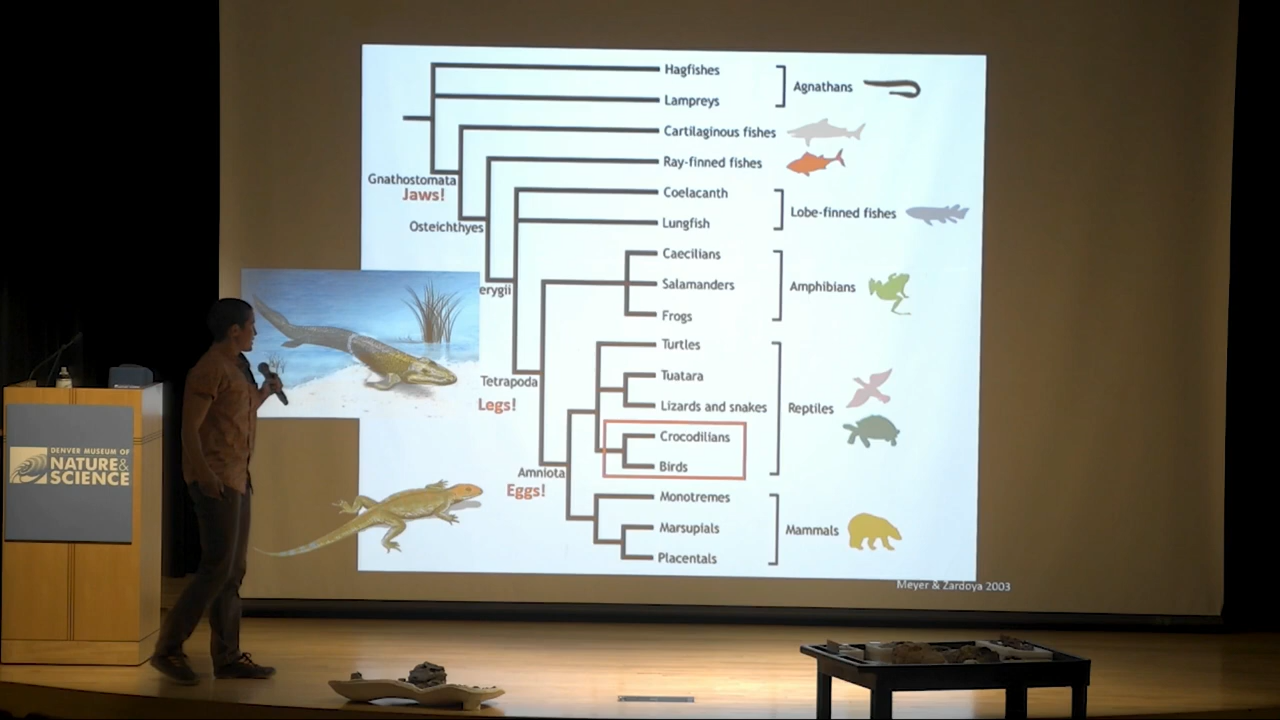 Hagfishes
Agnathans
Lampreys
Cartilaginous fishes
Gnathostomata
Jaws!
Ray-finned fishes
Coelacanth
Lobe-finned fishes
Osteichthyes
Lungfish
Caecilians
erygii
Salamanders
Amphibians
Frogs
Turtles
Tetrapoda
Legs!
Tuatara
Lizards and snakes
Reptiles
Crocodilians
Birds
Amniota
Eggs!
Monotremes
Marsupials
Mammals
Placentals
Meyer & Zardoya 2003
DENVER MUSEUM OF
NATURE &
SCIENCE